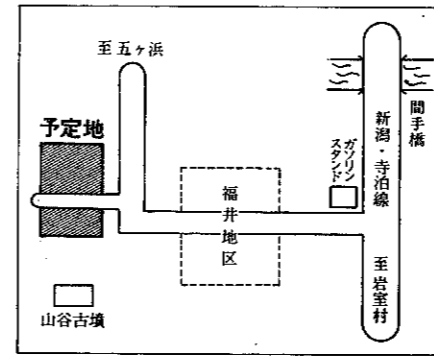 至五ヶ浜
予定地
福井地区
ガソリン
スタンド
新潟・寺泊線
間手橋
至岩室村
山谷古墳